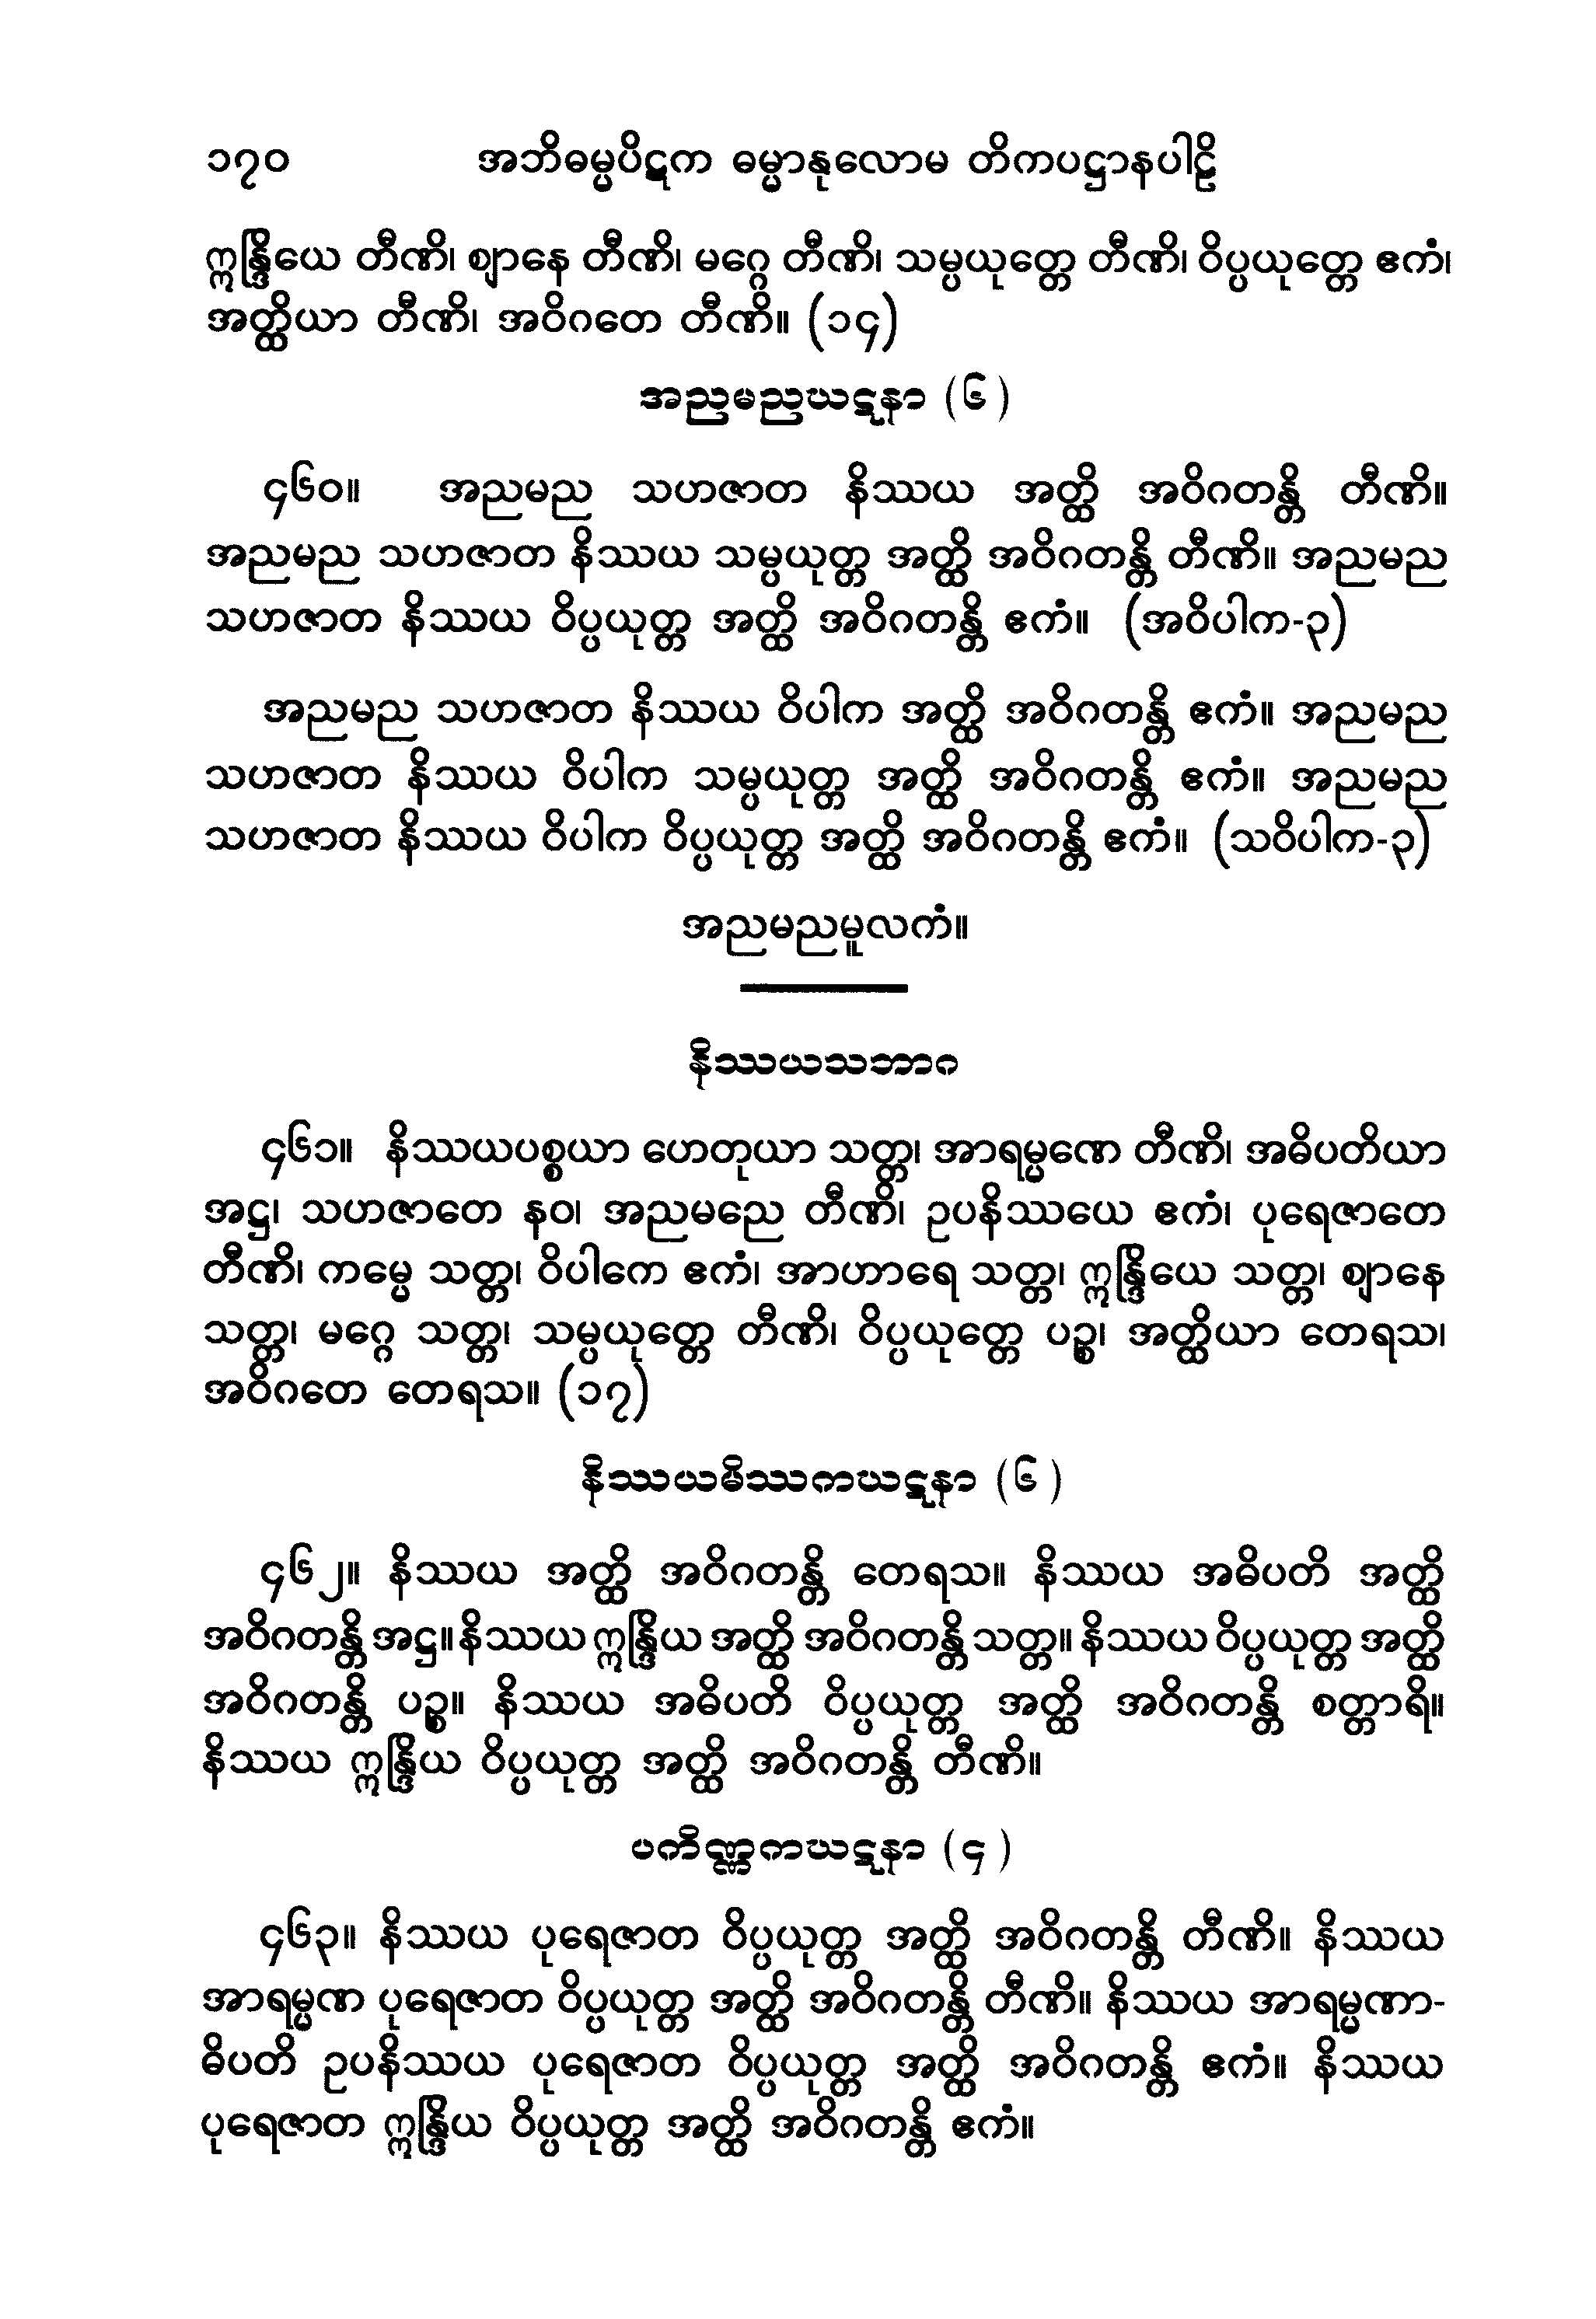 ၁၇၀ အဘိဓမ္မပိဋက ဓမ္မာနုလောမ တိကပဋ္ဌာနပါဠိ
ဣန္ဒြိယေ တီဏိ၊ ဈာနေ တီဏိ၊ မဂ္ဂေ တီဏိ၊ သမ္ပယုတ္တေ တီဏိ၊ ဝိပ္ပယုတ္တေ ဧကံ၊
အတ္ထိယာ တီဏိ၊ အဝိဂတေ တီဏိ။ (၁၄)
အညမညဃဋနာ (၆)
၄၆၀။ အညမည သဟဇာတ နိဿယ အတ္ထိ အဝိဂတန္တိ တီဏိ။
အညမည သဟဇာတ နိဿယ သမ္ပယုတ္တ အတ္ထိ အဝိဂတန္တိ တီဏိ။ အညမည
သဟဇာတ နိဿယ ဝိပ္ပယုတ္တ အတ္ထိ အဝိဂတန္တိ ဧကံ။ (အဝိပါက-၃)
အညမည သဟဇာတ နိဿယ ဝိပါက အတ္ထိ အဝိဂတန္တိ ဧကံ။ အညမည
သဟဇာတ နိဿယ ဝိပါက သမ္ပယုတ္တ အတ္ထိ အဝိဂတန္တိ ဧကံ။ အညမည
သဟဇာတ နိဿယ ဝိပါက ဝိပ္ပယုတ္တ အတ္ထိ အဝိဂတန္တိ ဧကံ။ (သဝိပါက-၃)
အညမညမူလကံ။
နိဿယသဘာဂ
၄၆၁။ နိဿယပစ္စယာ ဟေတုယာ သတ္တ၊ အာရမ္မဏေ တီဏိ၊ အဓိပတိယာ
အဋ္ဌ၊ သဟဇာတေ နဝ၊ အညမညေ တီဏိ၊ ဥပနိဿယေ ဧကံ၊ ပုရေဇာတေ
တီဏိ၊ ကမ္မေ သတ္တ၊ ဝိပါကေ ဧကံ၊ အာဟာရေ သတ္တ၊ ဣန္ဒြိယေ သတ္တ၊ ဈာနေ
သတ္တ၊ မဂ္ဂေ သတ္တ၊ သမ္ပယုတ္တေ တီဏိ၊ ဝိပ္ပယုတ္တေ ပဉ္စ၊ အတ္ထိယာ တေရသ၊
အဝိဂတေ တေရသ။ (၁၇)
နိဿယမိဿကဃဋနာ (၆)
၄၆၂။ နိဿယ အတ္ထိ အဝိဂတန္တိ တေရသ။ နိဿယ အဓိပတိ အတ္ထိ
အဝိဂတန္တိ အဋ္ဌ။ နိဿယ ဣန္ဒြိယ အတ္ထိ အဝိဂတန္တိ သတ္တ။ နိဿယ ဝိပ္ပယုတ္တ အတ္ထိ
အဝိဂတန္တိ ပဉ္စ။ နိဿယ အဓိပတိ ဝိပ္ပယုတ္တ အတ္ထိ အဝိဂတန္တိ စတ္တာရိ။
နိဿယ ဣန္ဒြိယ ဝိပ္ပယုတ္တ အတ္ထိ အဝိဂတန္တိ တီဏိ။
ပကိဏ္ဏကဃဋနာ (၄)
၄၆၃။ နိဿယ ပုရေဇာတ ဝိပ္ပယုတ္တ အတ္ထိ အဝိဂတန္တိ တီဏိ။ နိဿယ
အာရမ္မဏ ပုရေဇာတ ဝိပ္ပယုတ္တ အတ္ထိ အဝိဂတန္တိ တီဏိ။ နိဿယ အာရမ္မဏာ-
ဓိပတိ ဥပနိဿယ ပုရေဇာတ ဝိပ္ပယုတ္တ အတ္ထိ အဝိဂတန္တိ ဧကံ။ နိဿယ
ပုရေဇာတ ဣန္ဒြိယ ဝိပ္ပယုတ္တ အတ္ထိ အဝိဂတန္တိ ဧကံ။